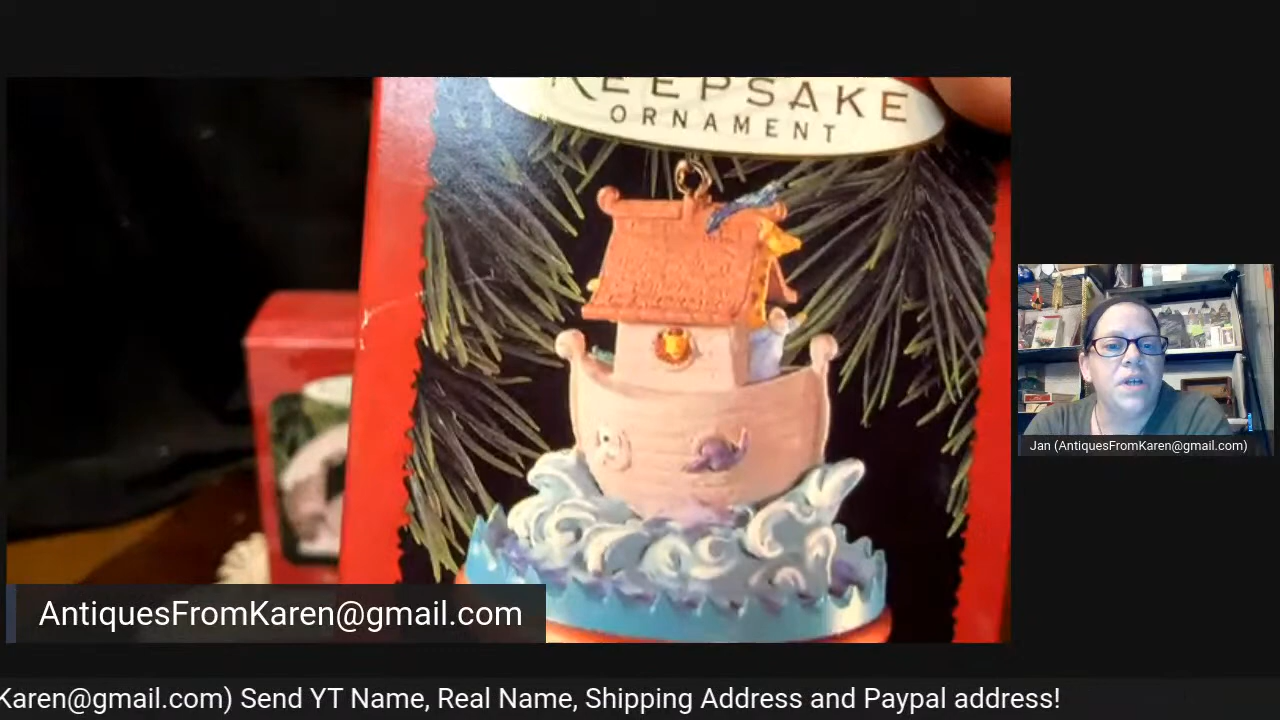 KEEPSAKE
ORNAMENT
Jan (AntiquesFromKaren@gmail.com)
AntiquesFromKaren@gmail.com
Karen@gmail.com) Send YT Name, Real Name, Shipping Address and Paypal address!